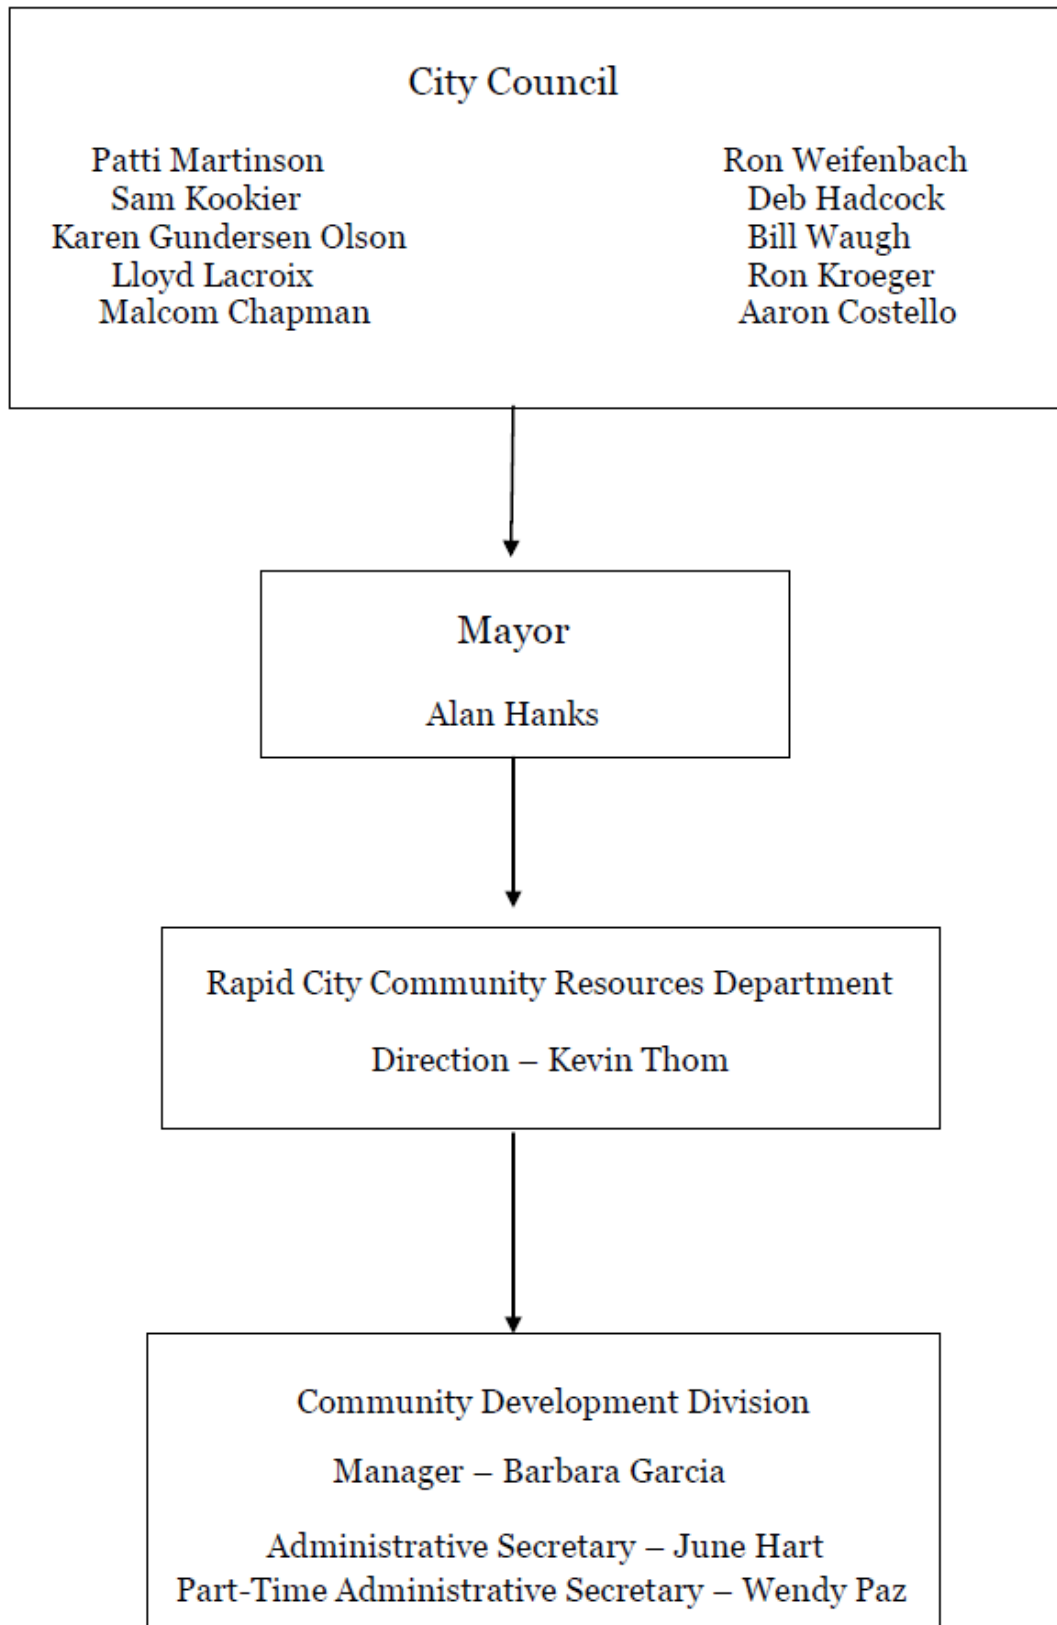 City Council
Patti Martinson Ron Weifenbach
Sam Kookier Deb Hadcock
Karen Gundersen Olson Bill Waugh
Lloyd Lacroix Ron Kroeger
Malcom Chapman Aaron Costello
Mayor
Alan Hanks
Rapid City Community Resources Department
Direction – Kevin Thom
Community Development Division
Manager – Barbara Garcia
Administrative Secretary – June Hart
Part-Time Administrative Secretary – Wendy Paz